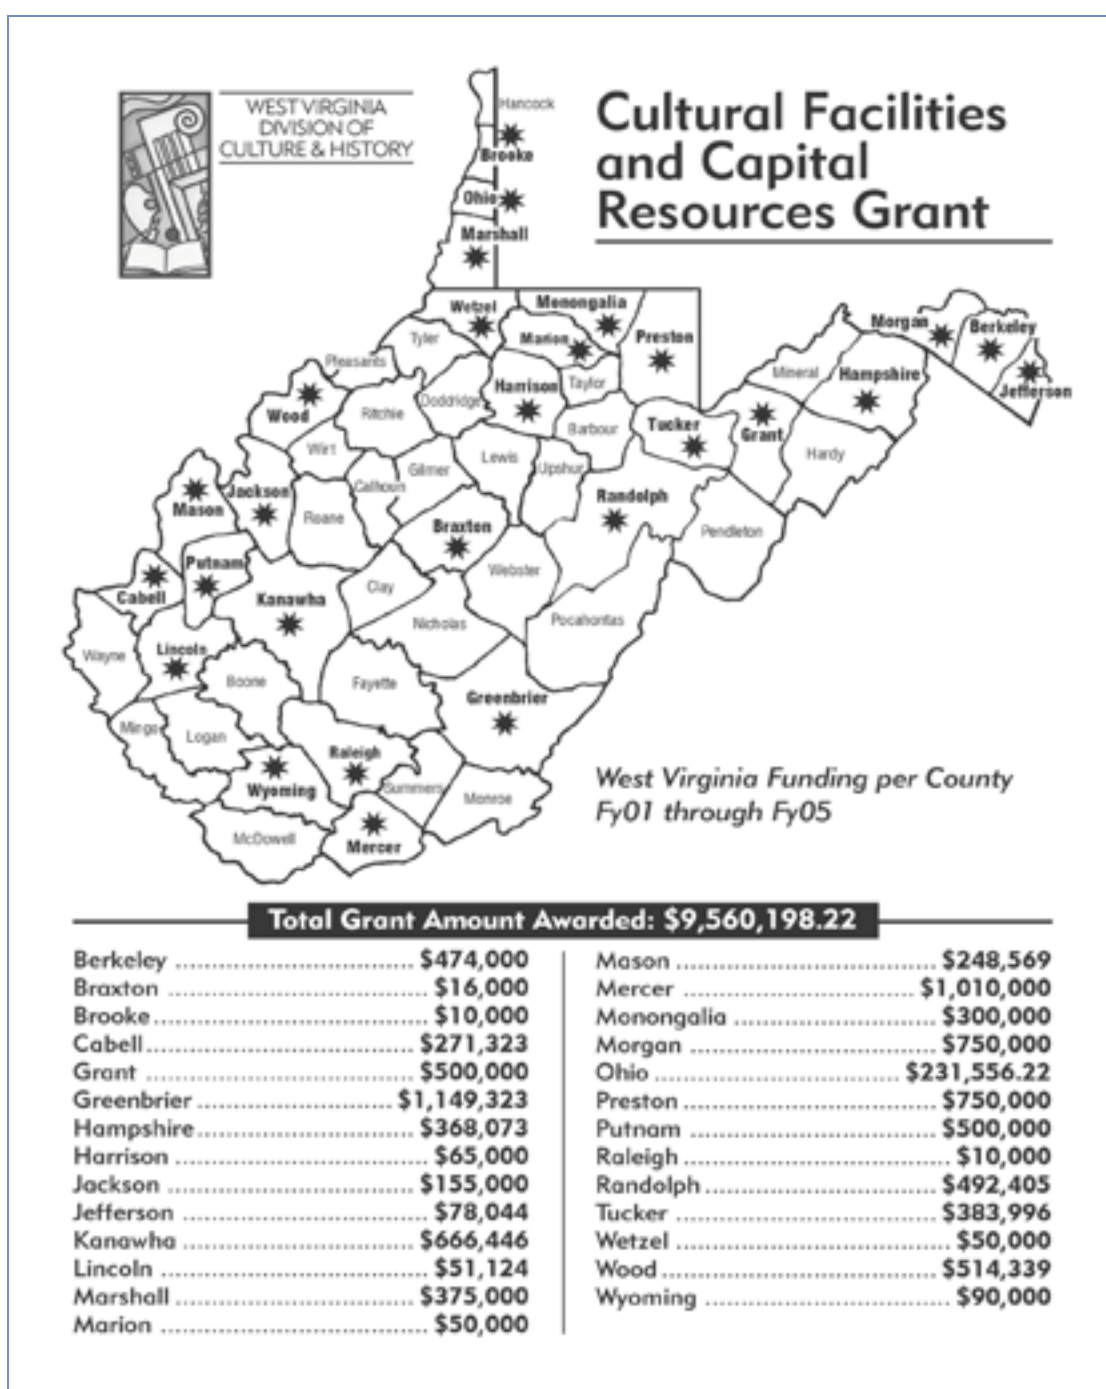 WEST VIRGINIA
DIVISION OF
CULTURE & HISTORY
Cultural Facilities
and Capital
Resources Grant
Hancock
Brooke
Ohio
Marshall
Wetzel
Monongalia
Marion
Preston
Morgan
Berkeley
Jefferson
Tyler
Pleasants
Harrison
Taylor
Mineral
Hampshire
Wood
Ritchie
Doddridge
Barbour
Tucker
Grant
Hardy
Wirt
Gilmer
Lewis
Upshur
Calhoun
Jackson
Mason
Roane
Braxton
Randolph
Pendleton
Putnam
Cabell
Kanawha
Clay
Webster
Nicholas
Pocahontas
Wayne
Lincoln
Boone
Fayette
Greenbrier
Mingo
Logan
Raleigh
Wyoming
Summers
Monroe
McDowell
Mercer
West Virginia Funding per County
Fy01 through Fy05
Total Grant Amount Awarded: $9,560,198.22
Berkeley ................................ $474,000
Braxton ................................... $16,000
Brooke..................................... $10,000
Cabell.................................... $271,323
Grant .................................... $500,000
Greenbrier .......................... $1,149,323
Hampshire............................. $368,073
Harrison ................................. $65,000
Jackson ................................. $155,000
Jefferson ................................. $78,044
Kanawha ................................ $666,446
Lincoln .................................... $51,124
Marshall ................................ $375,000
Marion .................................... $50,000
Mason ................................... $248,569
Mercer ............................... $1,010,000
Monongalia ........................... $300,000
Morgan ................................. $750,000
Ohio ................................. $231,556.22
Preston .................................. $750,000
Putnam ................................. $500,000
Raleigh .................................... $10,000
Randolph............................... $492,405
Tucker ................................... $383,996
Wetzel ..................................... $50,000
Wood..................................... $514,339
Wyoming ................................. $90,000